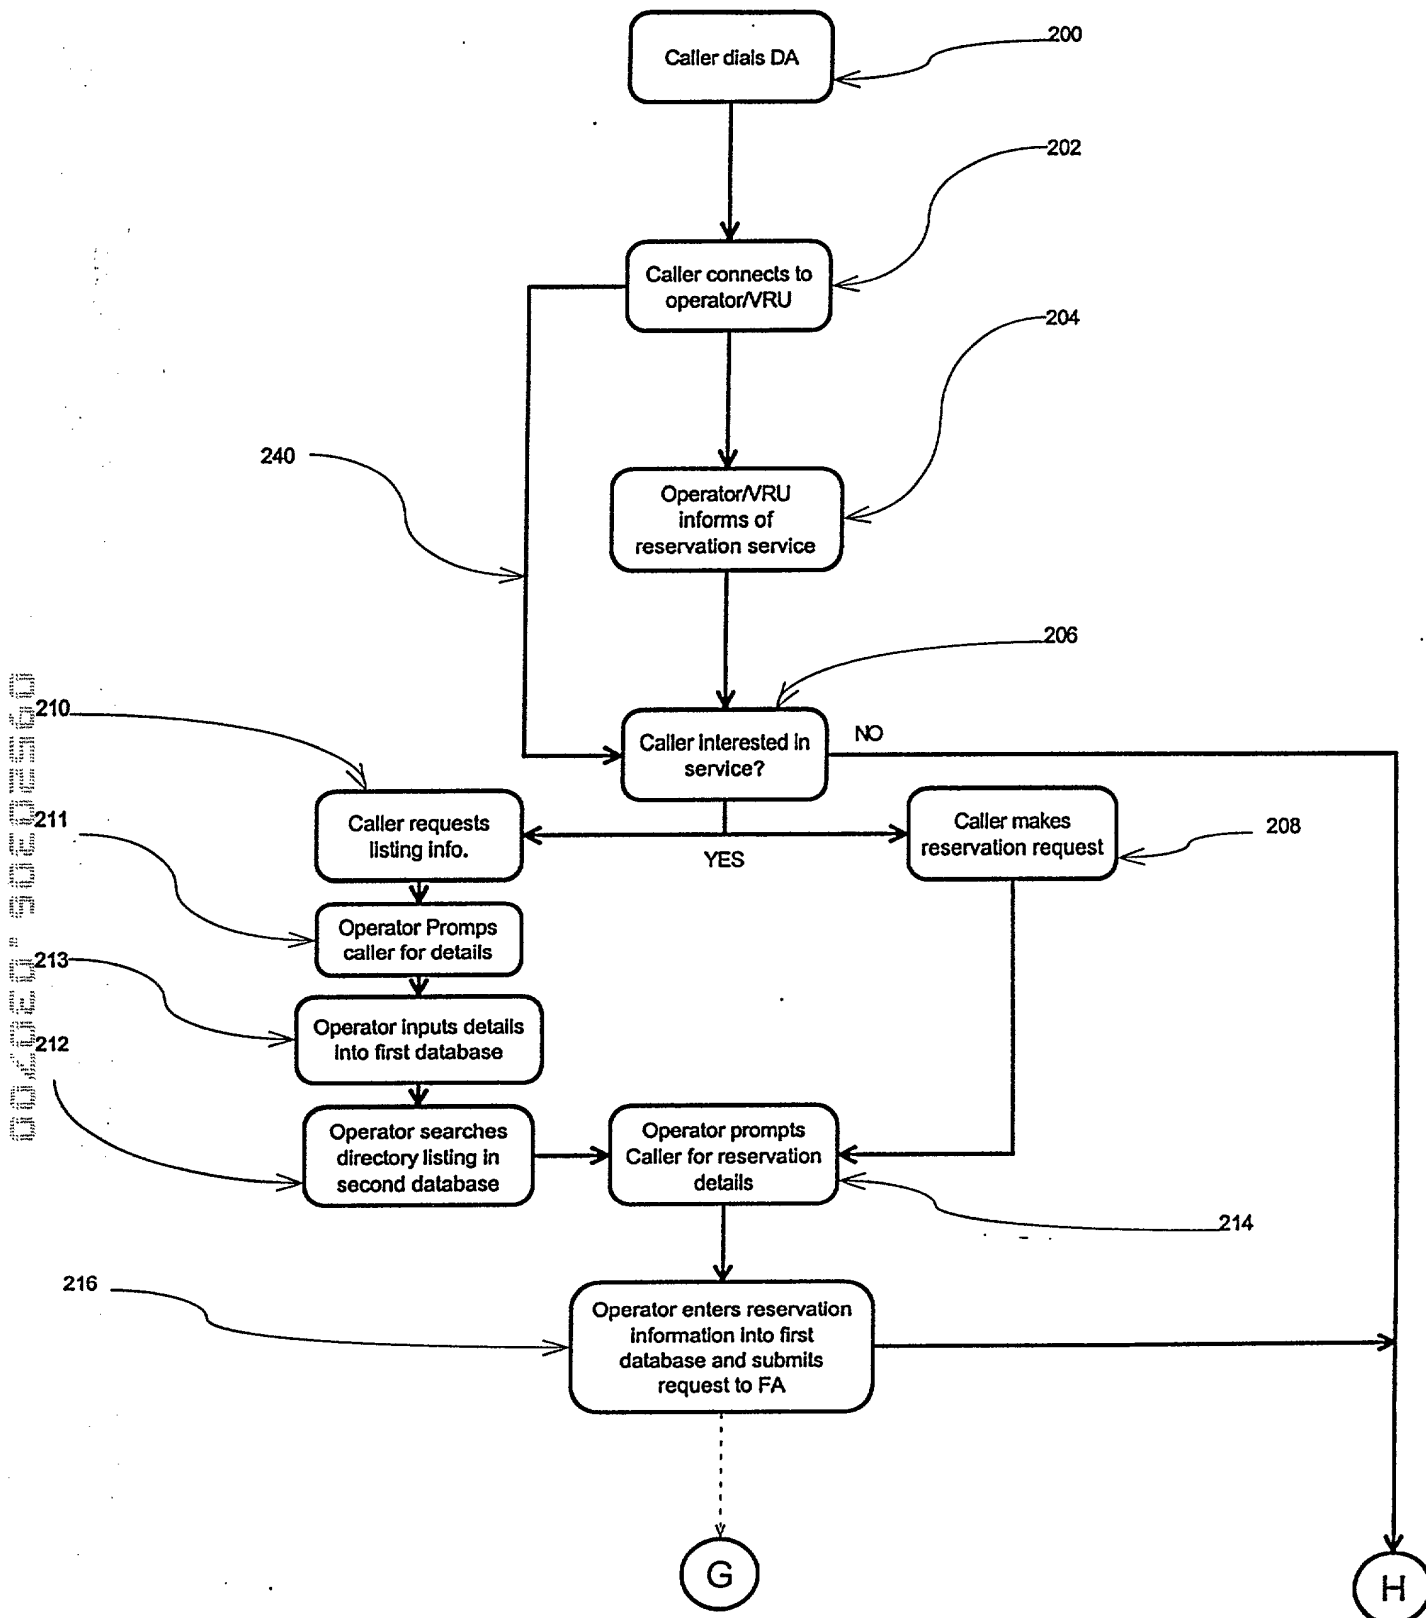 Caller dials DA
200
202
Caller connects to
operator/VRU
204
240
Operator/VRU
informs of
reservation service
206
210
Caller interested in
service?
NO
211
Caller requests
listing info.
YES
Caller makes
reservation request
208
Operator Promps
caller for details
213
Operator inputs details
into first database
212
Operator searches
directory listing in
second database
Operator prompts
Caller for reservation
details
214
216
Operator enters reservation
information into first
database and submits
request to FA
G
H
09520306.030700